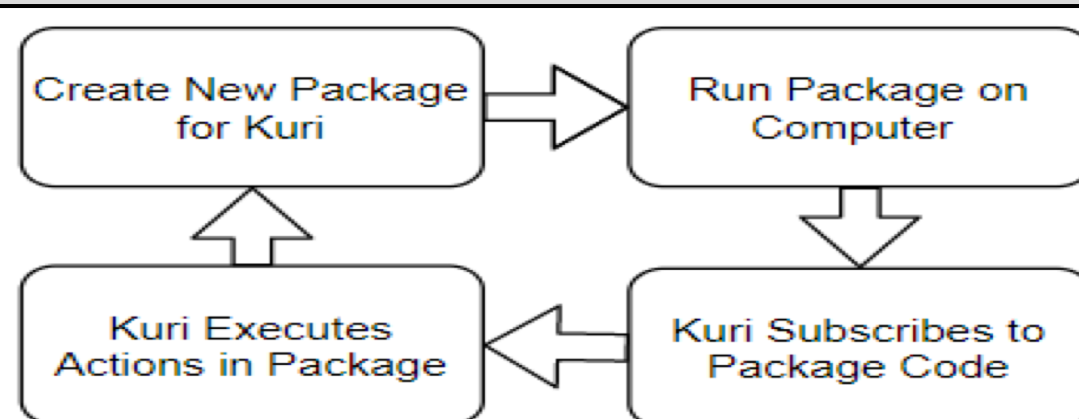 Create New Package
for Kuri
Run Package on
Computer
Kuri Executes
Actions in Package
Kuri Subscribes to
Package Code